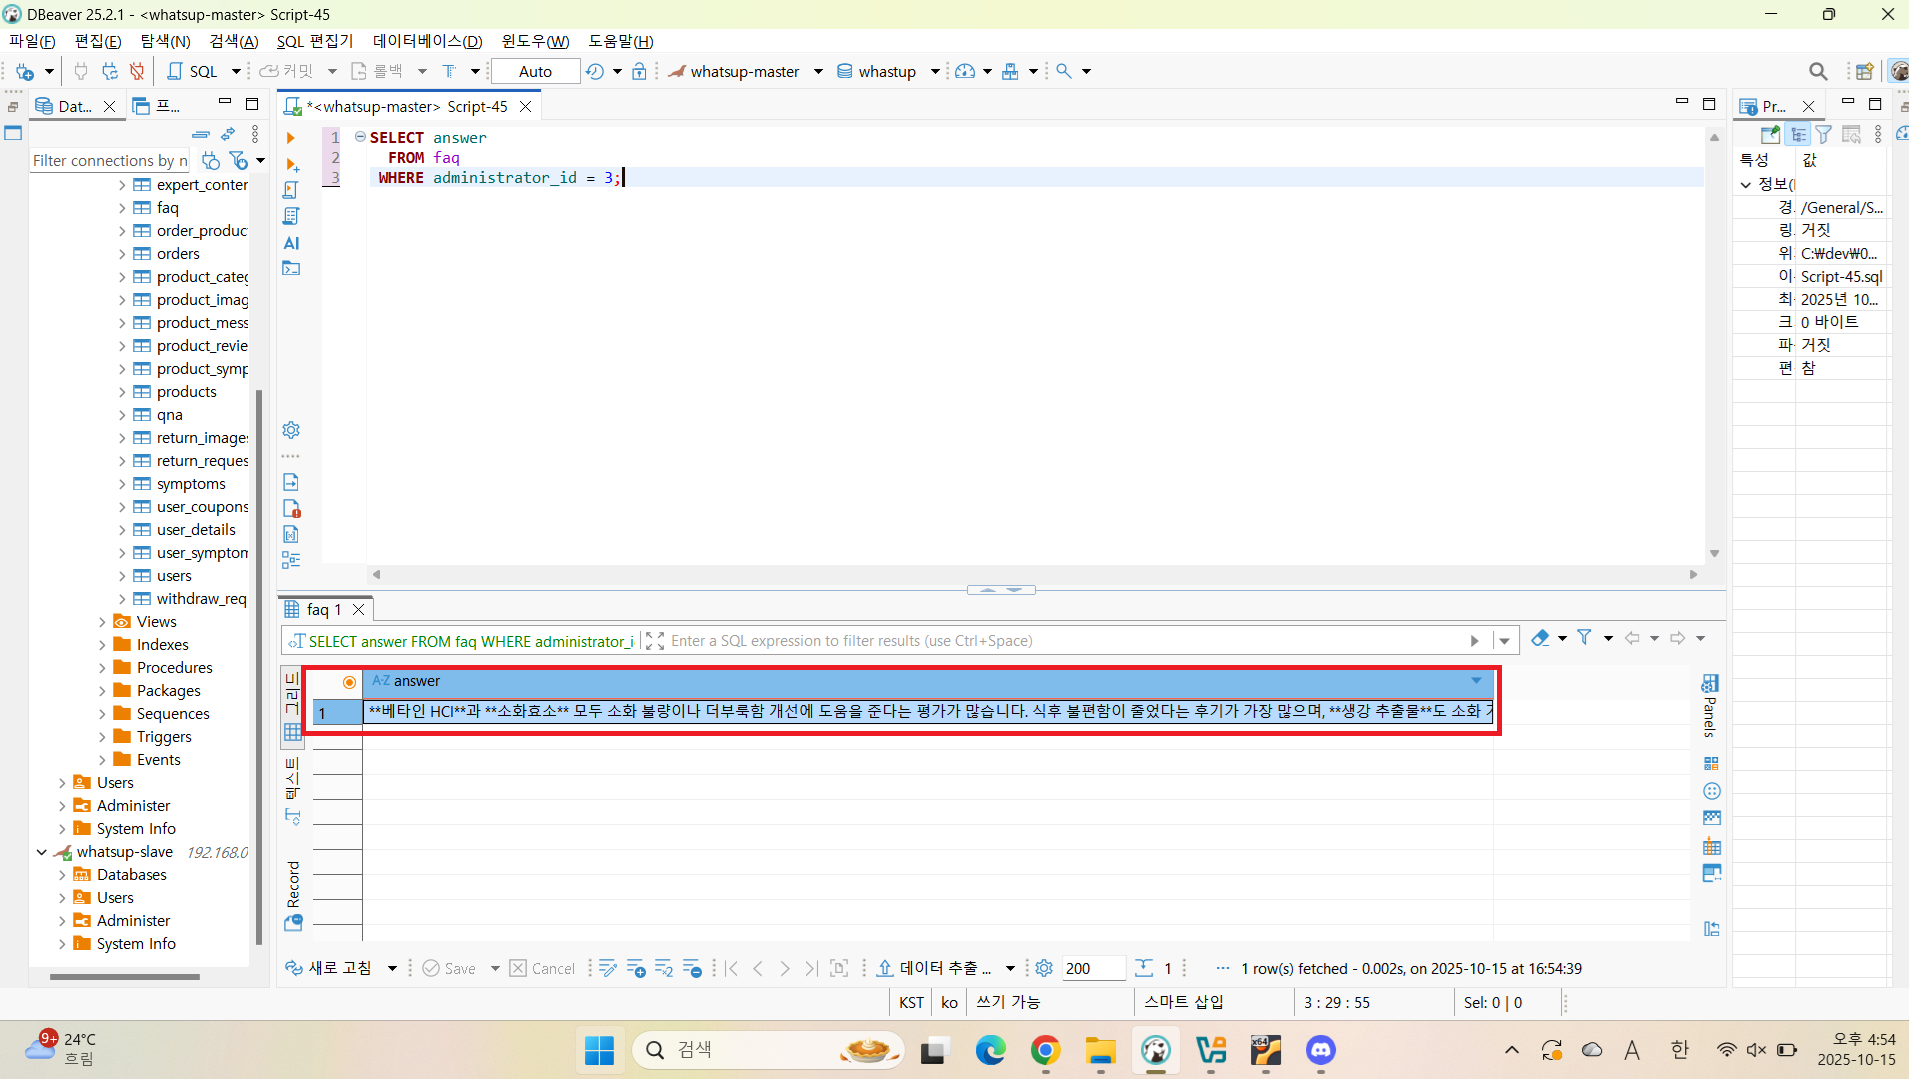 DBeaver 25.2.1 - <whatsup-master> Script-45
파일(F) 편집(E) 탐색(N) 검색(A) SQL 편집기 데이터베이스(D) 윈도우(W) 도움말(H)
SQL 커밋 롤백 T Auto whatsup-master whastup
Dat... 프...
Filter connections by n
expert_conter
faq
order_produc
orders
product_categ
product_imag
product_mess
product_revie
product_symp
products
qna
return_images
return_reques
symptoms
user_coupons
user_details
user_symptom
users
withdraw_req
Views
Indexes
Procedures
Packages
Sequences
Triggers
Events
Users
Administer
System Info
whatsup-slave 192.168.0
Databases
Users
Administer
System Info
*<whatsup-master> Script-45
1 SELECT answer
2 FROM faq
3 WHERE administrator_id = 3;
AI
faq 1
SELECT answer FROM faq WHERE administrator_i
Enter a SQL expression to filter results (use Ctrl+Space)
그리드
텍스트
Record
A-Z answer
1 **베타인 HCl**과 **소화효소** 모두 소화 불량이나 더부룩함 개선에 도움을 준다는 평가가 많습니다. 식후 불편함이 줄었다는 후기가 가장 많으며, **생강 추출물**도 소화
Panels
새로 고침 Save Cancel 데이터 추출 ... 200 1 ... 1 row(s) fetched - 0.002s, on 2025-10-15 at 16:54:39
KST ko 쓰기 가능 스마트 삽입 3 : 29 : 55 Sel: 0 | 0
Pr...
특성 값
정보(
경 /General/S...
링 거짓
위 C:₩dev₩0...
이 Script-45.sql
최 2025년 10...
크 0 바이트
파 거짓
편 참
9+
24°C
흐림
검색
x64
A
한
오후 4:54
2025-10-15